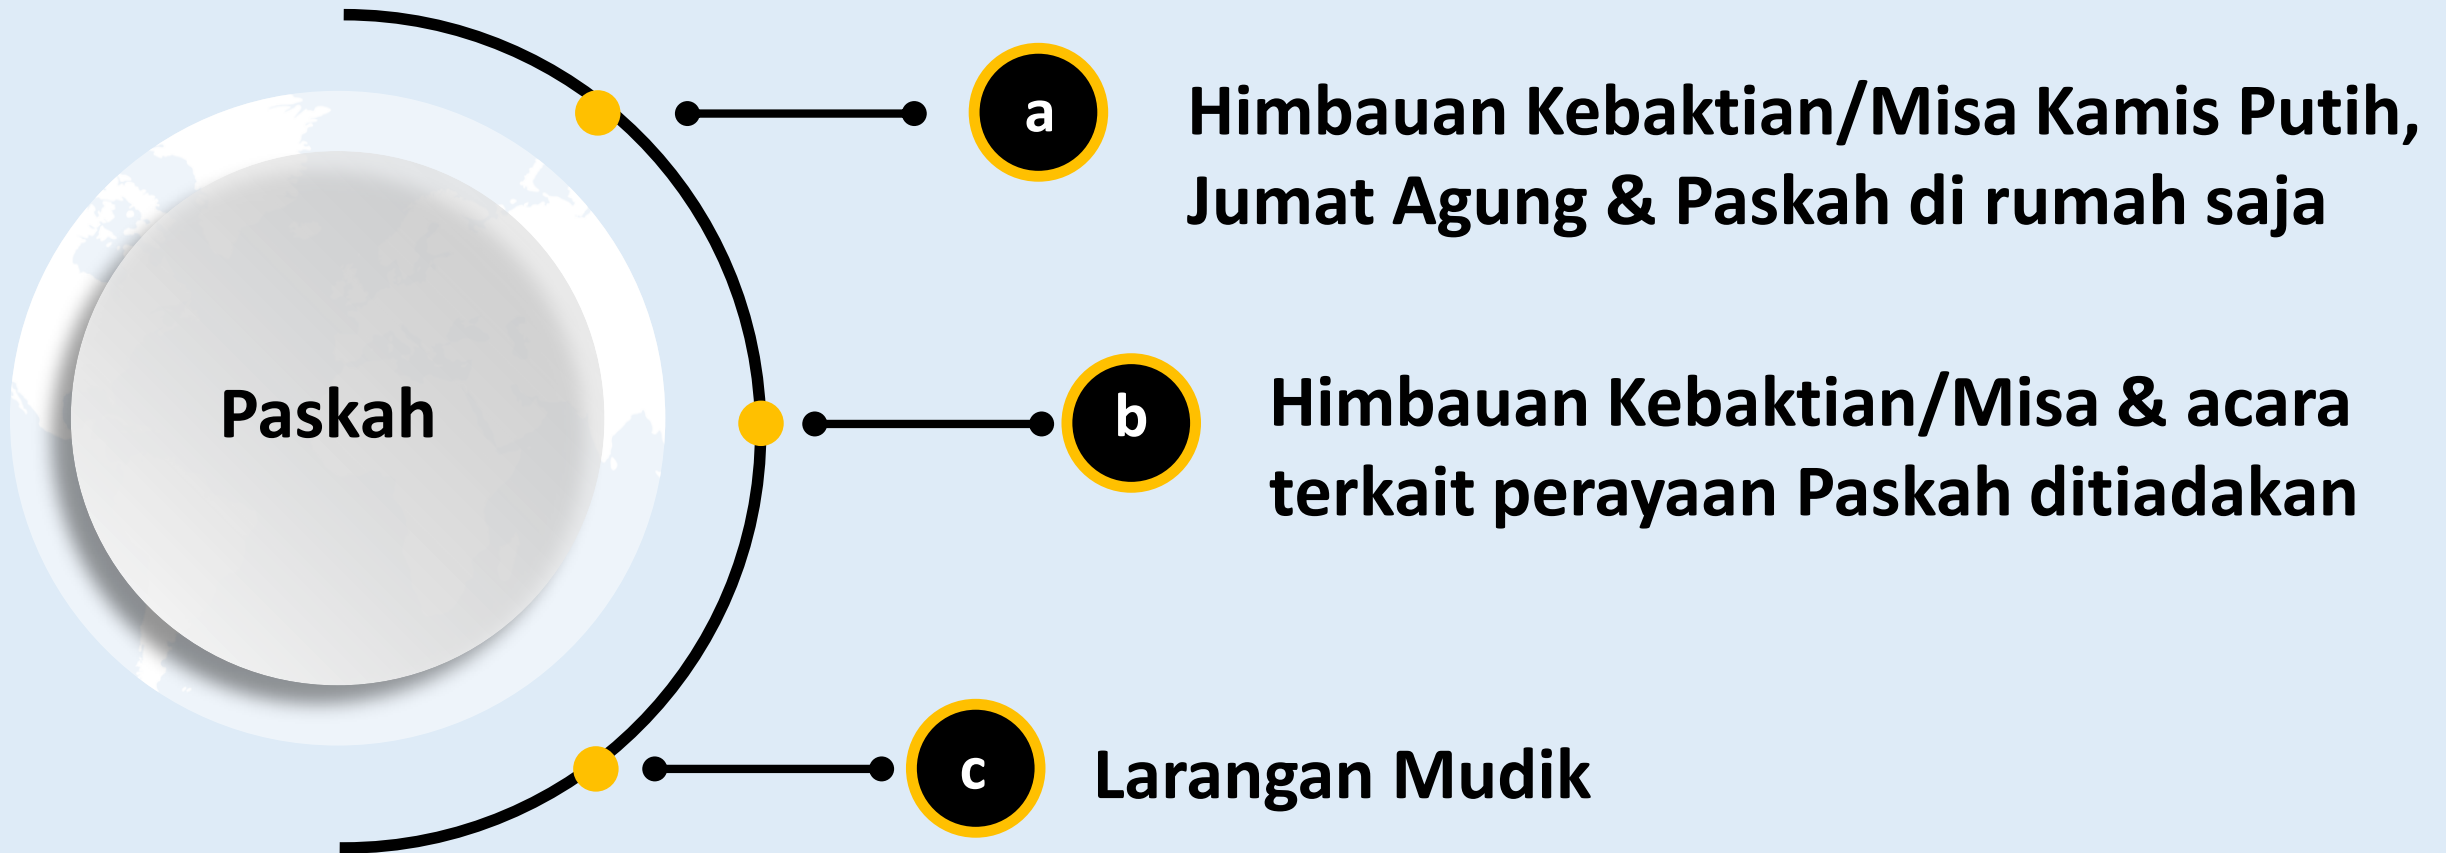 Paskah
a
Himbauan Kebaktian/Misa Kamis Putih,
Jumat Agung & Paskah di rumah saja
b
Himbauan Kebaktian/Misa & acara
terkait perayaan Paskah ditiadakan
c
Larangan Mudik